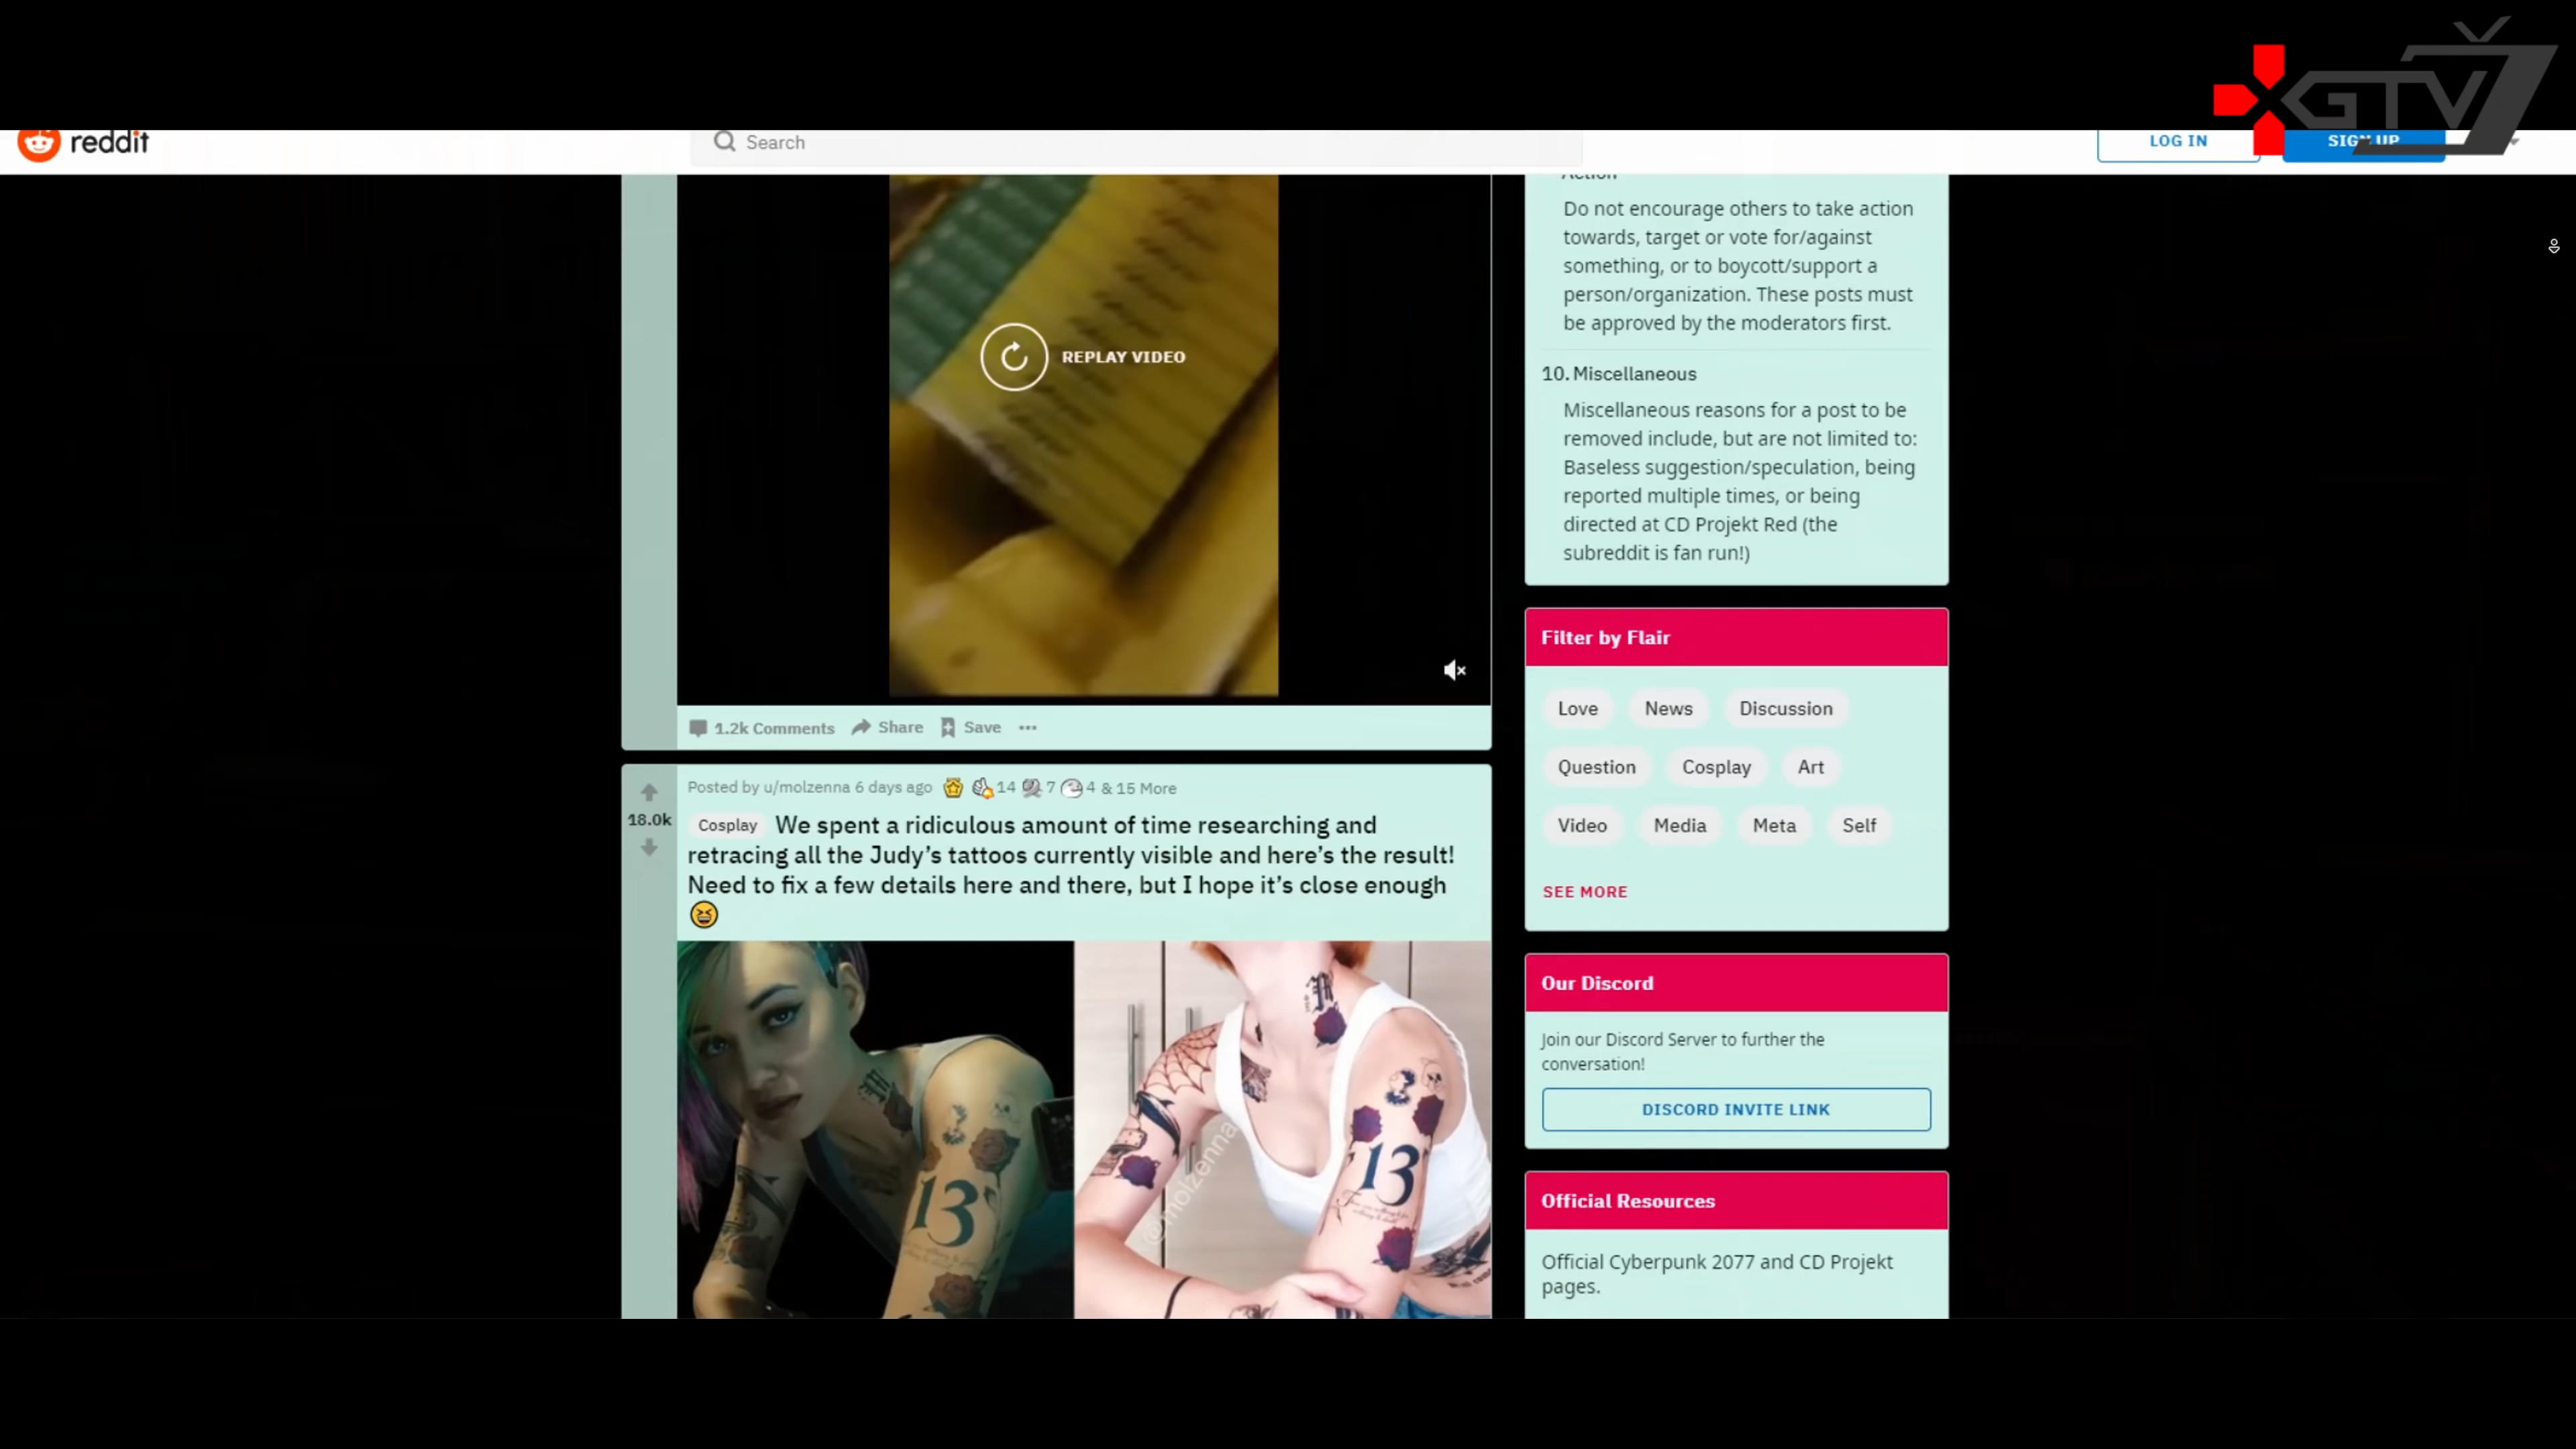 GTV
reddit
Search
LOG IN
SIGN UP
REPLAY VIDEO
1.2k Comments
Share
Save
18.0k
Posted by u/molzenna 6 days ago
14
7
4 & 15 More
Cosplay We spent a ridiculous amount of time researching and
retracing all the Judy’s tattoos currently visible and here’s the result!
Need to fix a few details here and there, but I hope it’s close enough
13
13
@molzenna
Action
Do not encourage others to take action
towards, target or vote for/against
something, or to boycott/support a
person/organization. These posts must
be approved by the moderators first.
10. Miscellaneous
Miscellaneous reasons for a post to be
removed include, but are not limited to:
Baseless suggestion/speculation, being
reported multiple times, or being
directed at CD Projekt Red (the
subreddit is fan run!)
Filter by Flair
Love News Discussion
Question Cosplay Art
Video Media Meta Self
SEE MORE
Our Discord
Join our Discord Server to further the
conversation!
DISCORD INVITE LINK
Official Resources
Official Cyberpunk 2077 and CD Projekt
pages.